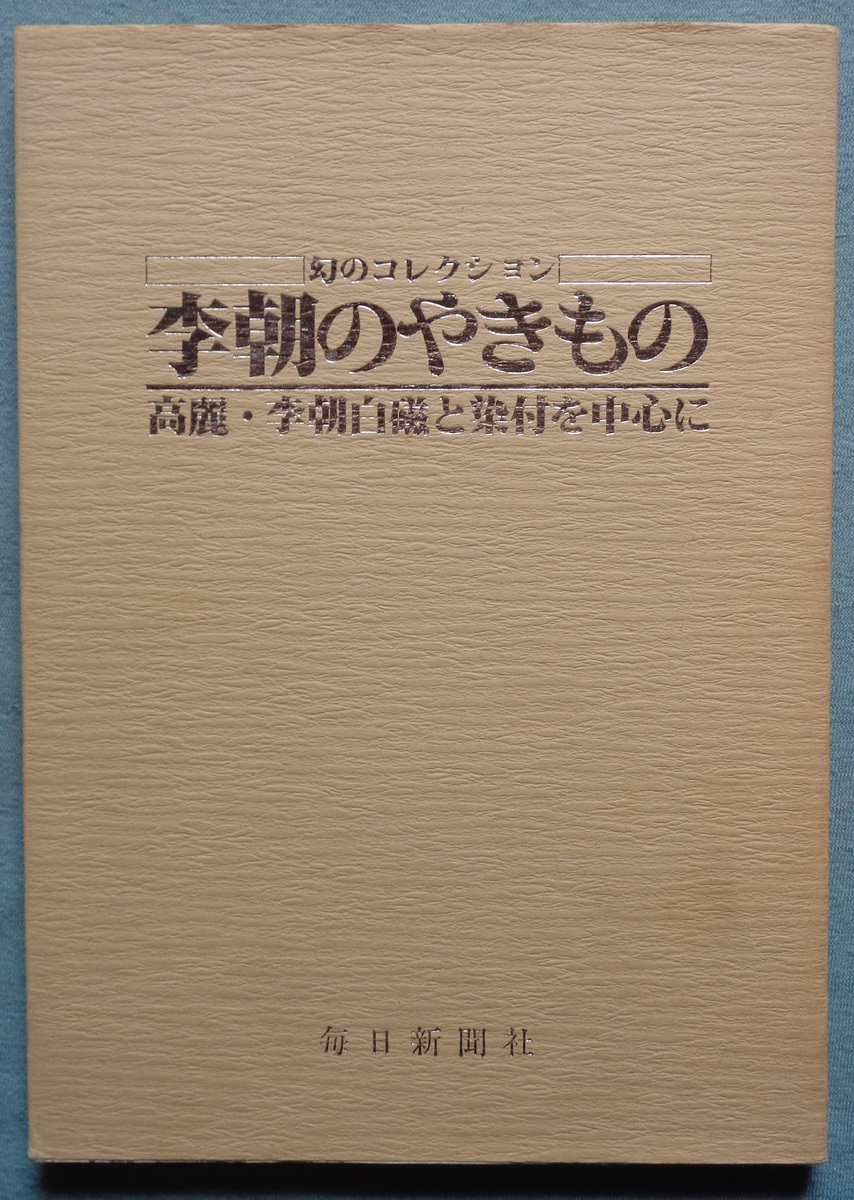 幻のコレクション
李朝のやきもの
高麗・李朝白磁と染付を中心に
毎日新聞社